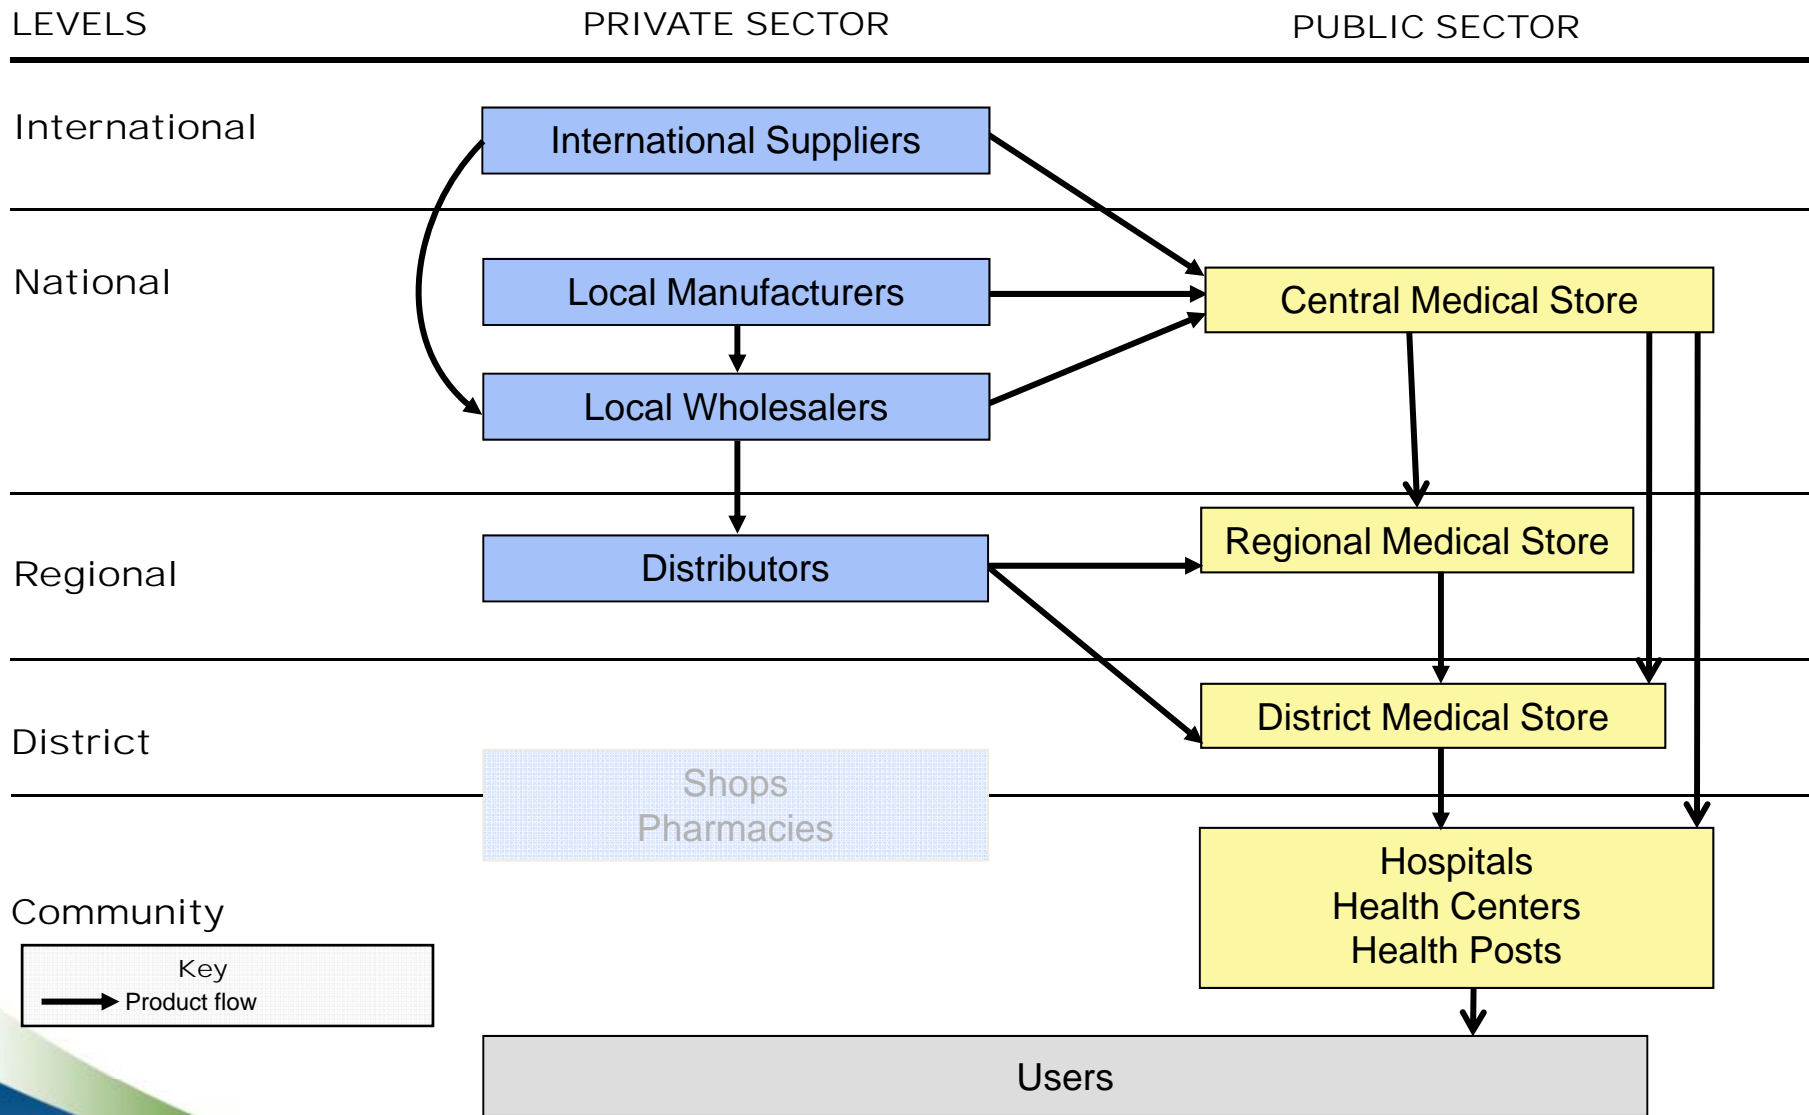 LEVELS
PRIVATE SECTOR
PUBLIC SECTOR
International
International Suppliers
National
Local Manufacturers
Central Medical Store
Local Wholesalers
Regional
Distributors
Regional Medical Store
District
District Medical Store
Shops
Pharmacies
Community
Hospitals
Health Centers
Health Posts
Key
Product flow
Users